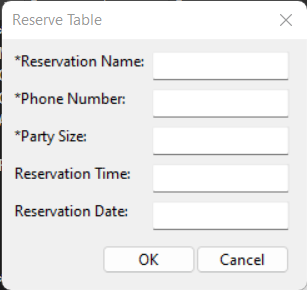 Reserve Table
*Reservation Name:
*Phone Number:
*Party Size:
Reservation Time:
Reservation Date:
OK Cancel